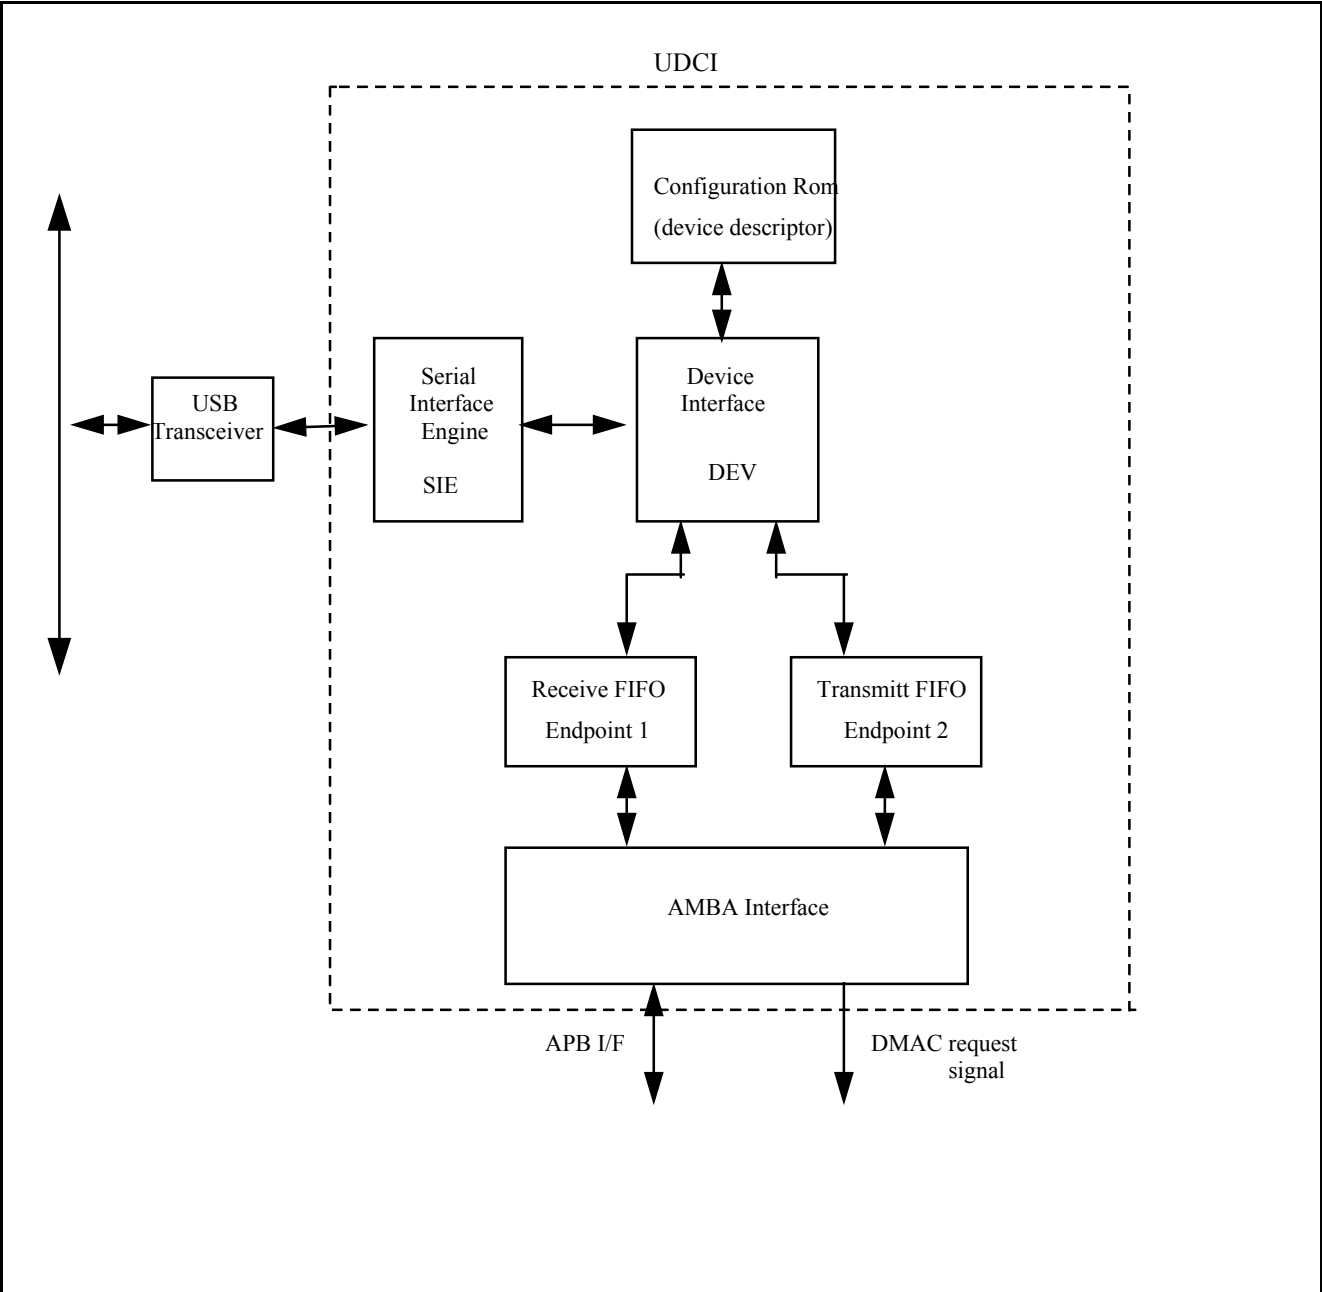 UDCI
Configuration Rom
(device descriptor)
USB
Transceiver
Serial
Interface
Engine
SIE
Device
Interface
DEV
Receive FIFO
Endpoint 1
Transmitt FIFO
Endpoint 2
AMBA Interface
APB I/F
DMAC request
signal